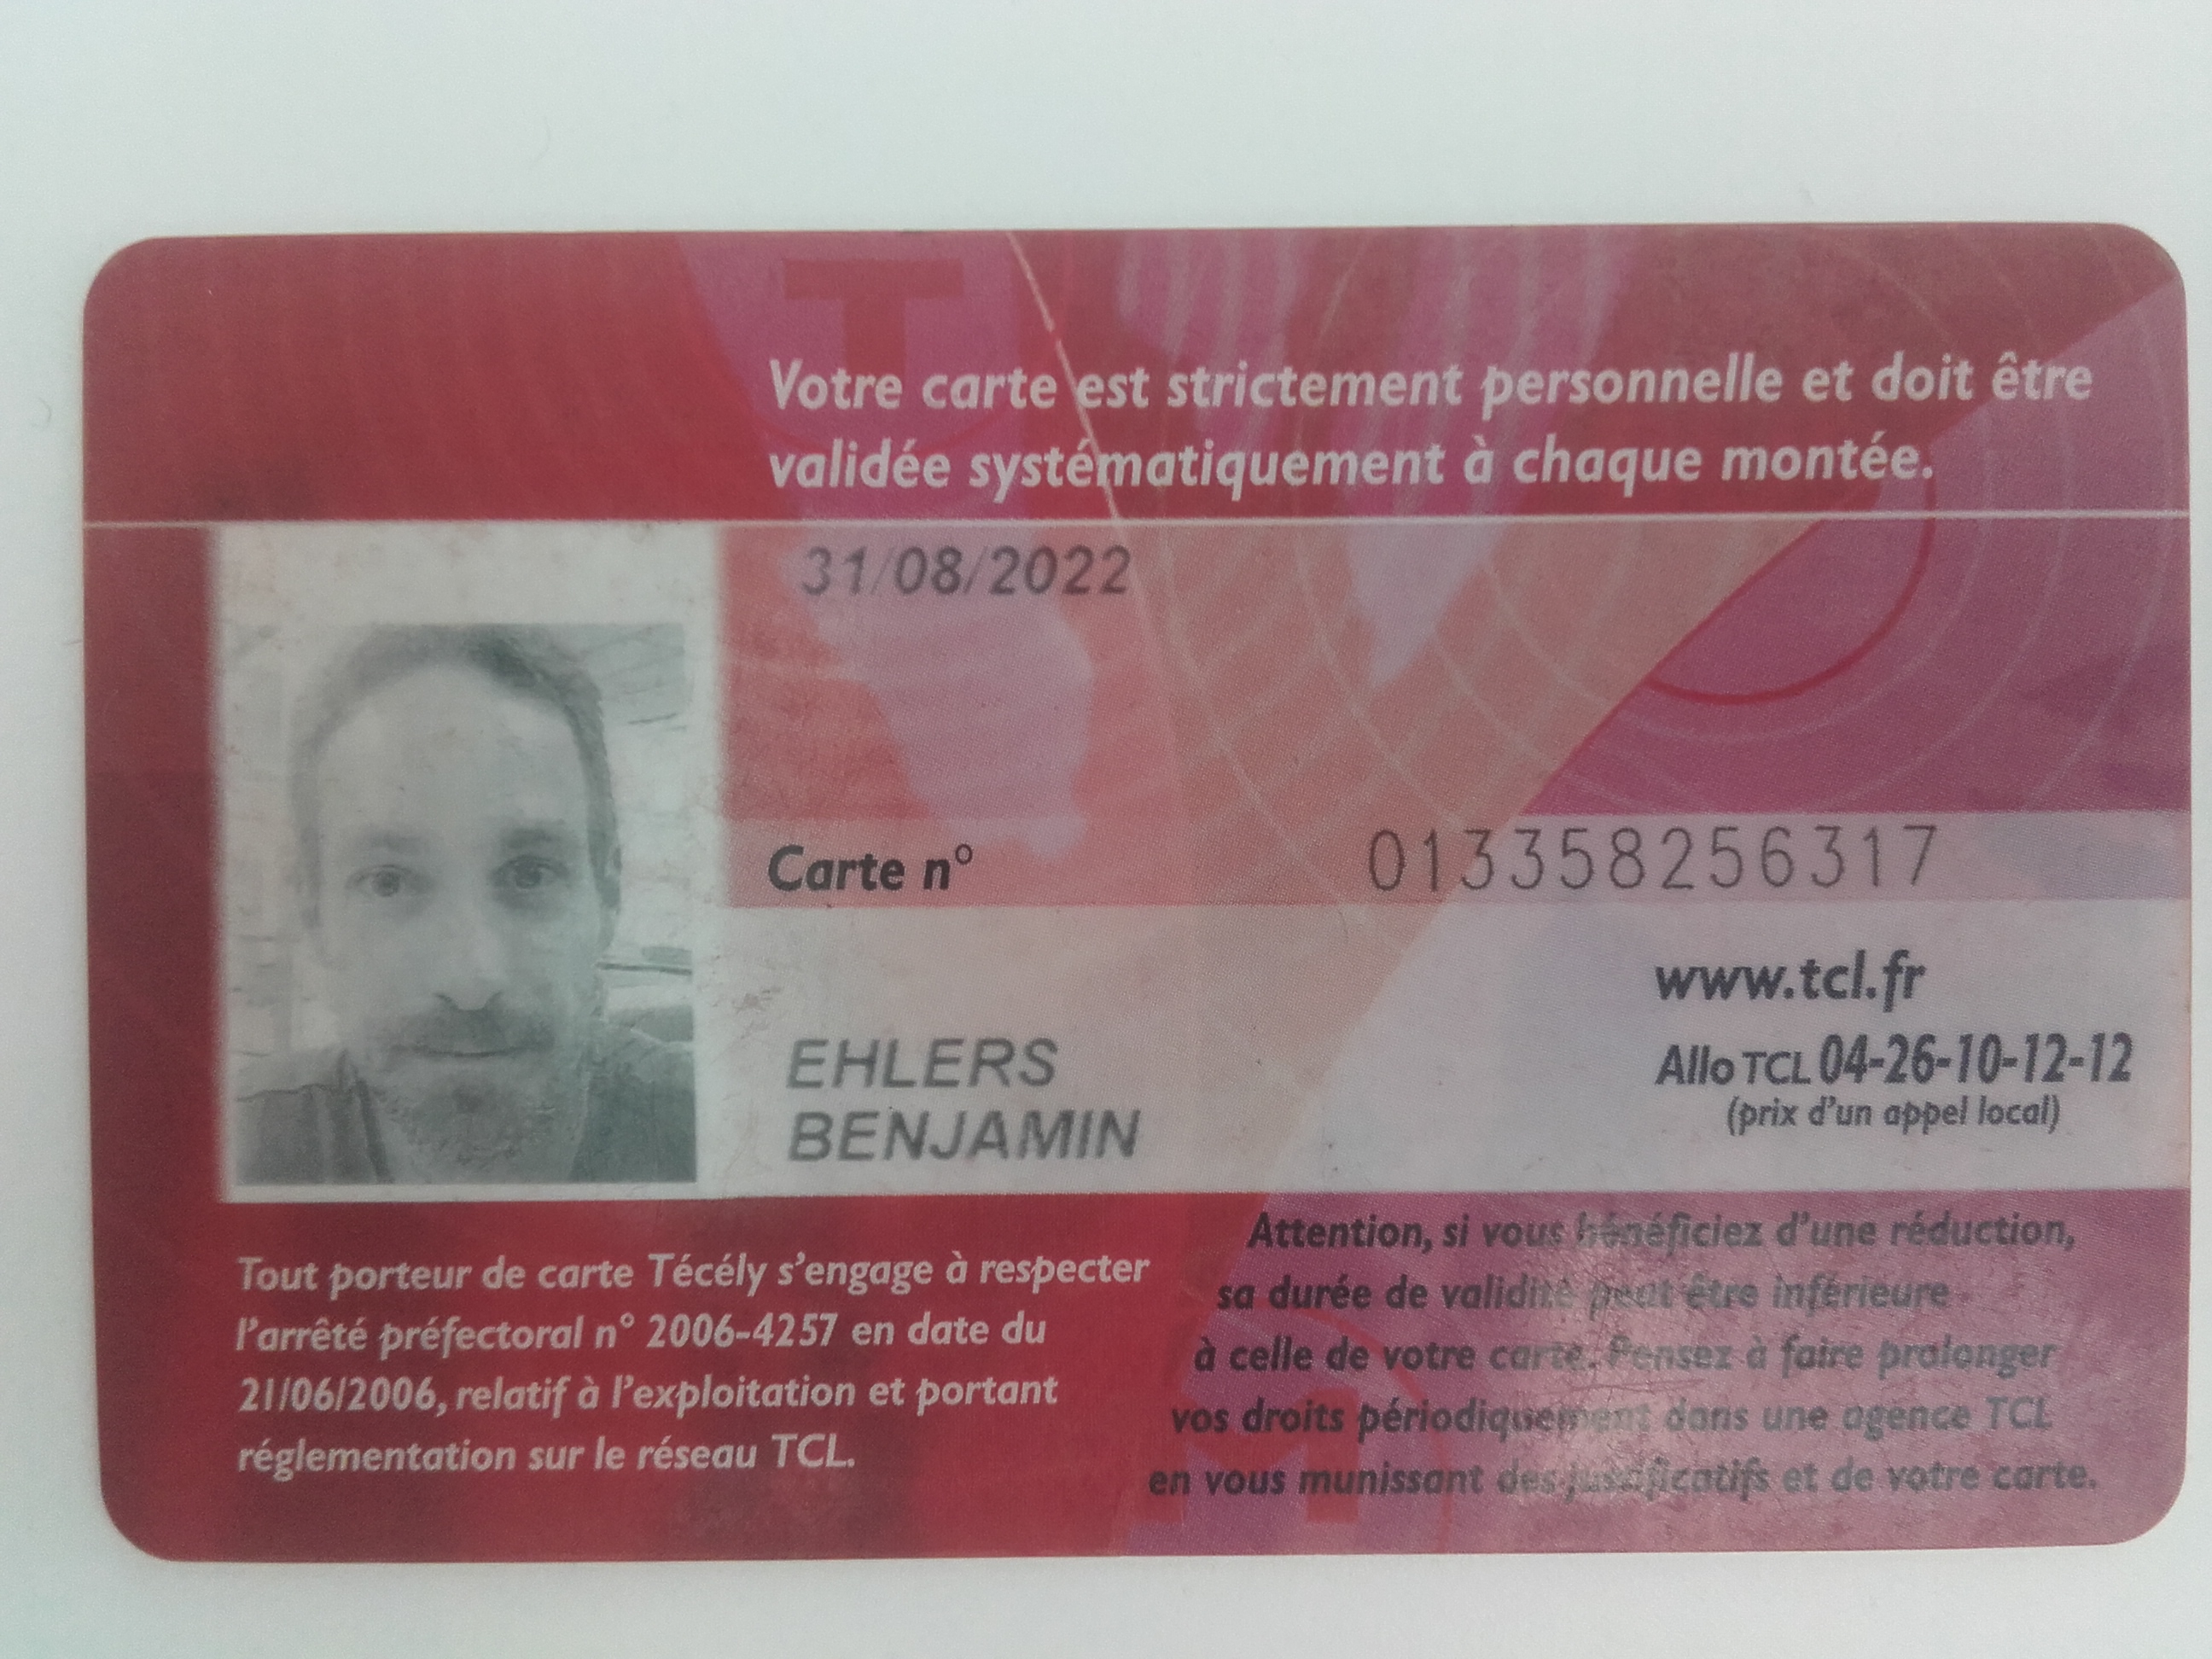 T
Votre carte est strictement personnelle et doit être
validée systématiquement à chaque montée.
31/08/2022
Carte n° 013358256317
www.tcl.fr
Allo TCL 04-26-10-12-12
(prix d'un appel local)
EHLERS
BENJAMIN
Tout porteur de carte Técély s'engage à respecter
l'arrêté préfectoral n° 2006-4257 en date du
21/06/2006, relatif à l'exploitation et portant
réglementation sur le réseau TCL.
Attention, si vous bénéficiez d'une réduction,
sa durée de validité peut être inférieure
à celle de votre carte. Pensez à faire prolonger
vos droits périodiquement dans une agence TCL
en vous munissant des justificatifs et de votre carte.
M